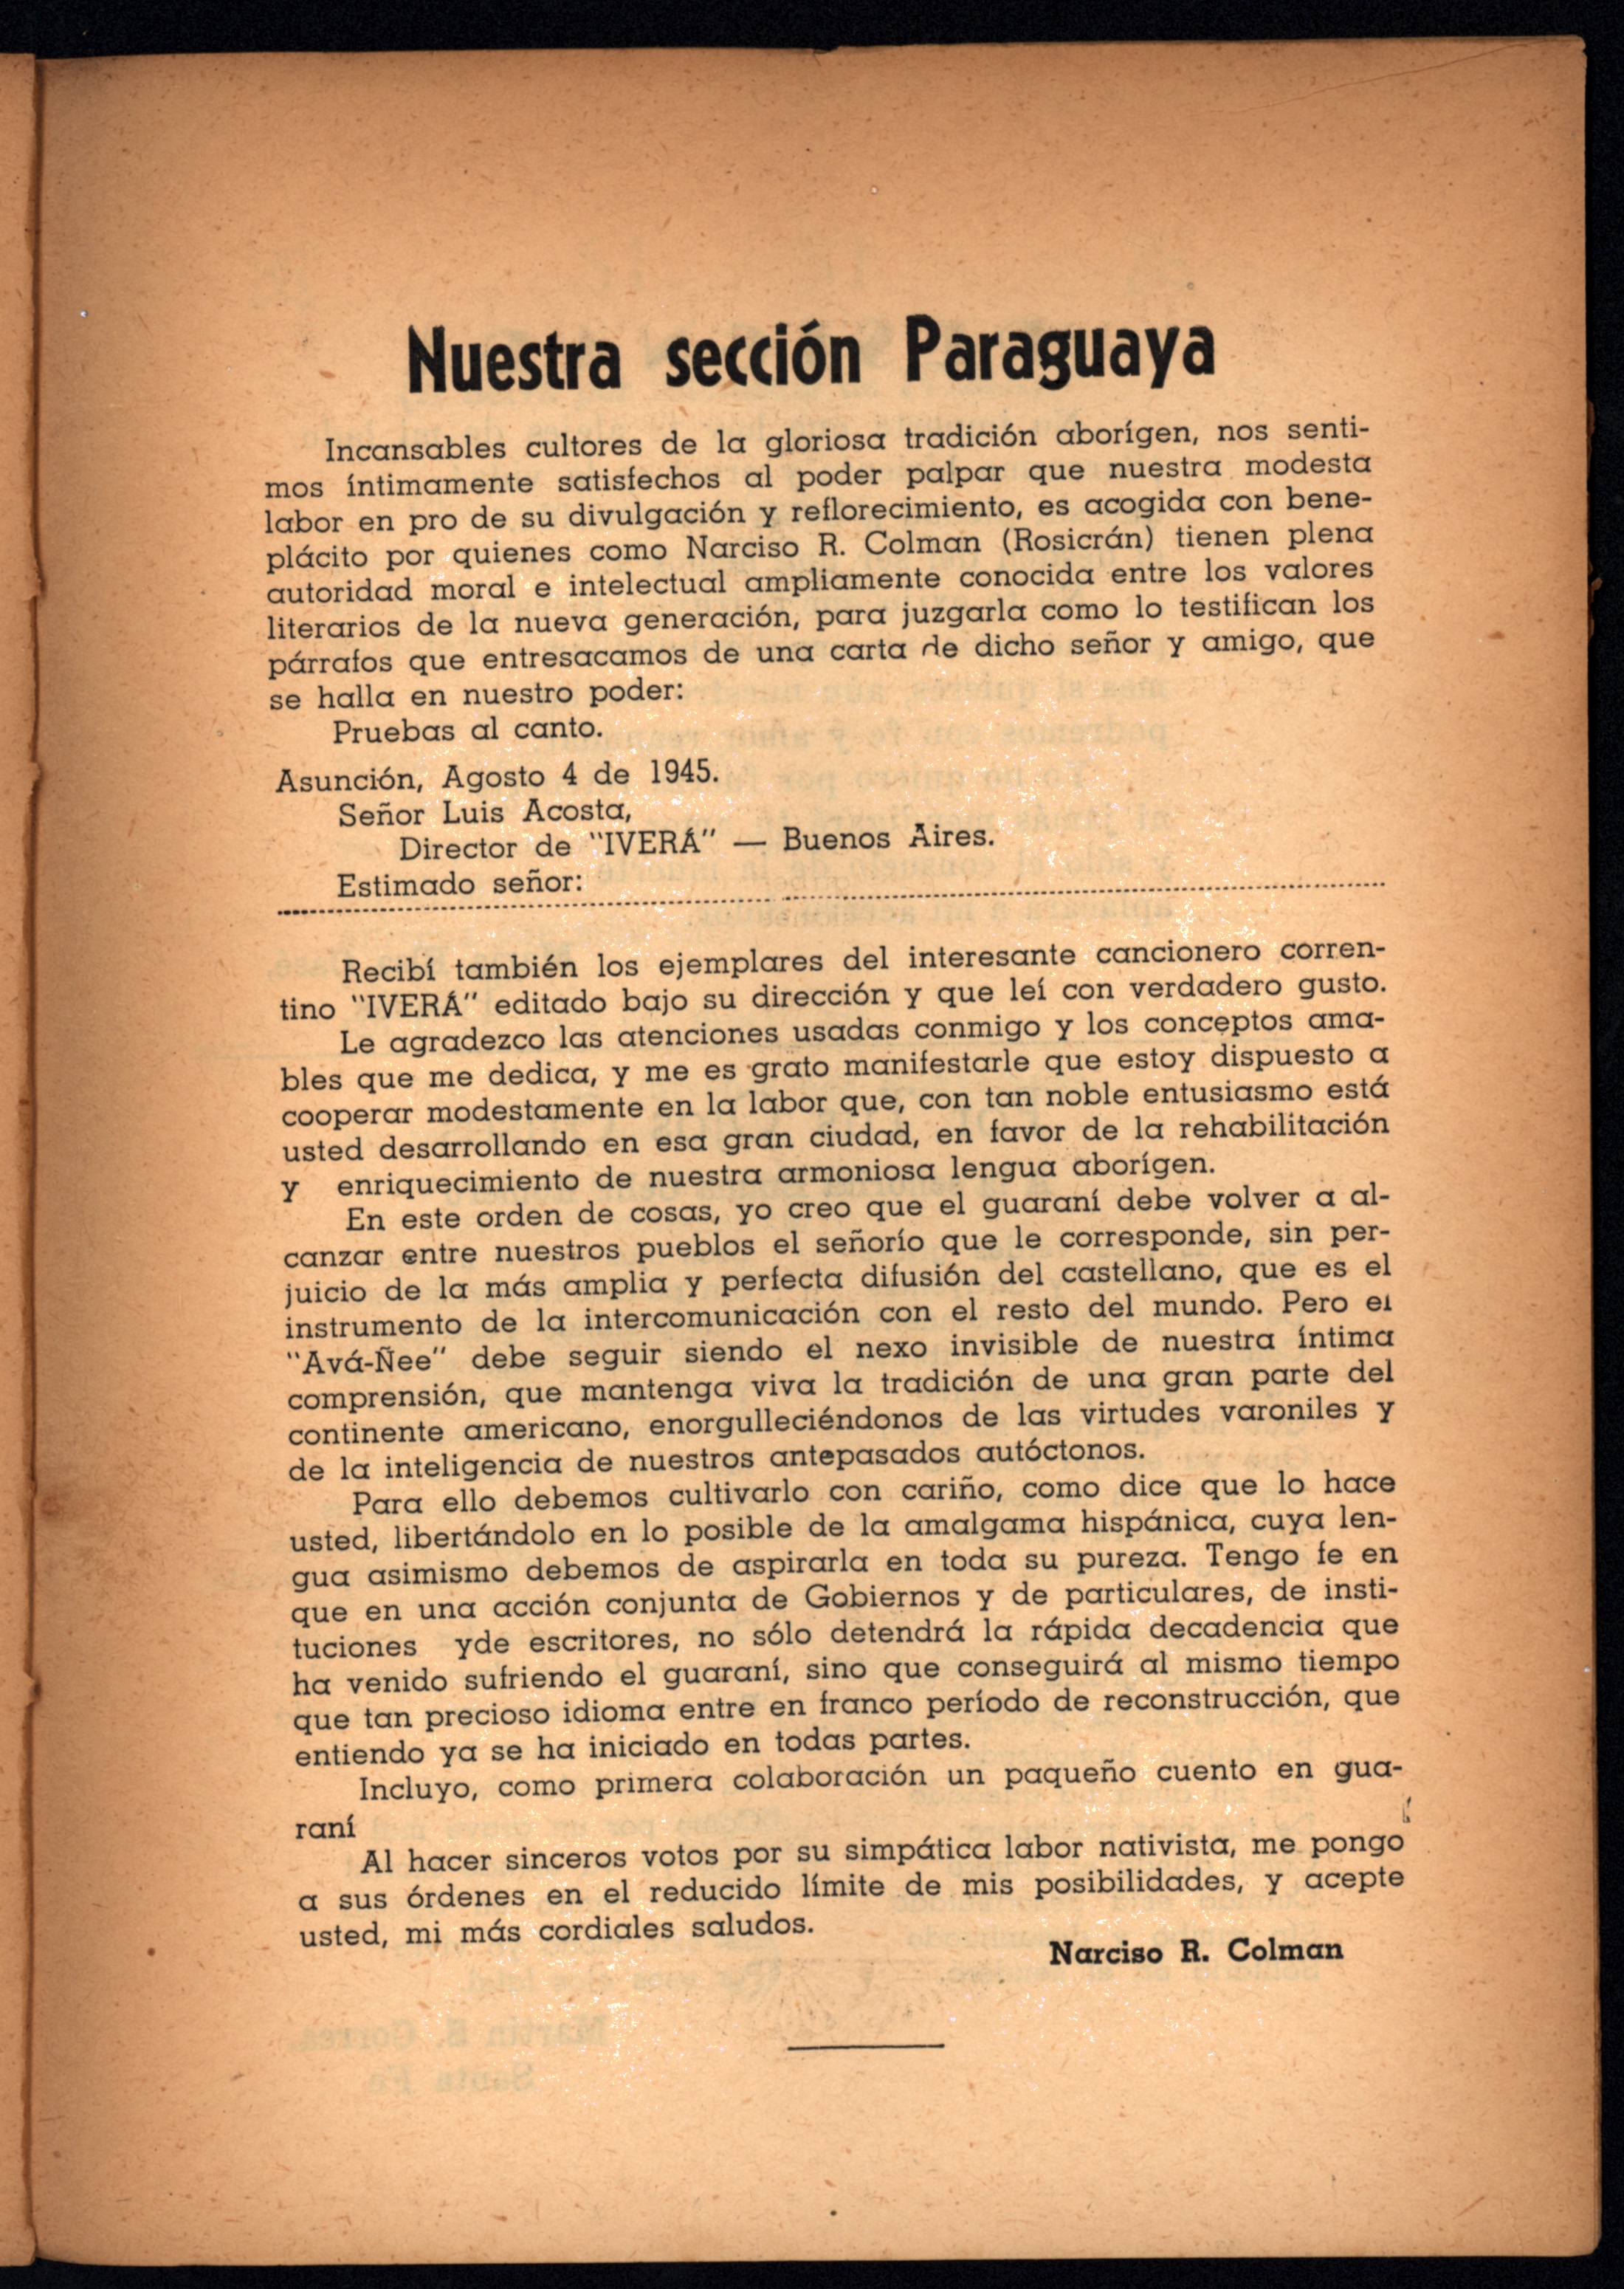 Nuestra sección Paraguaya
Incansables cultores de la gloriosa tradición aborígen, nos senti-
mos íntimamente satisfechos al poder palpar que nuestra modesta
labor en pro de su divulgación y reflorecimiento, es acogida con bene-
plácito por quienes como Narciso R. Colman (Rosicrán) tienen plena
autoridad moral e intelectual ampliamente conocida entre los valores
literarios de la nueva generación, para juzgarla como lo testifican los
párrafos que entresacamos de una carta de dicho señor y amigo, que
se halla en nuestro poder:
Pruebas al canto.
Asunción, Agosto 4 de 1945.
Señor Luis Acosta,
Director de "IVERÁ" — Buenos Aires.
Estimado señor:
Recibí también los ejemplares del interesante cancionero corren-
tino "IVERÁ" editado bajo su dirección y que leí con verdadero gusto.
Le agradezco las atenciones usadas conmigo y los conceptos ama-
bles que me dedica, y me es grato manifestarle que estoy dispuesto a
cooperar modestamente en la labor que, con tan noble entusiasmo está
usted desarrollando en esa gran ciudad, en favor de la rehabilitación
y enriquecimiento de nuestra armoniosa lengua aborígen.
En este orden de cosas, yo creo que el guaraní debe volver a al-
canzar entre nuestros pueblos el señorío que le corresponde, sin per-
juicio de la más amplia y perfecta difusión del castellano, que es el
instrumento de la intercomunicación con el resto del mundo. Pero el
"Avá-Ñee" debe seguir siendo el nexo invisible de nuestra íntima
comprensión, que mantenga viva la tradición de una gran parte del
continente americano, enorgulleciéndonos de las virtudes varoniles y
de la inteligencia de nuestros antepasados autóctonos.
Para ello debemos cultivarlo con cariño, como dice que lo hace
usted, libertándolo en lo posible de la amalgama hispánica, cuya len-
gua asimismo debemos de aspirarla en toda su pureza. Tengo fe en
que en una acción conjunta de Gobiernos y de particulares, de insti-
tuciones yde escritores, no sólo detendrá la rápida decadencia que
ha venido sufriendo el guaraní, sino que conseguirá al mismo tiempo
que tan precioso idioma entre en franco período de reconstrucción, que
entiendo ya se ha iniciado en todas partes.
Incluyo, como primera colaboración un paqueño cuento en gua-
raní
Al hacer sinceros votos por su simpática labor nativista, me pongo
a sus órdenes en el reducido límite de mis posibilidades, y acepte
usted, mi más cordiales saludos.
Narciso R. Colman